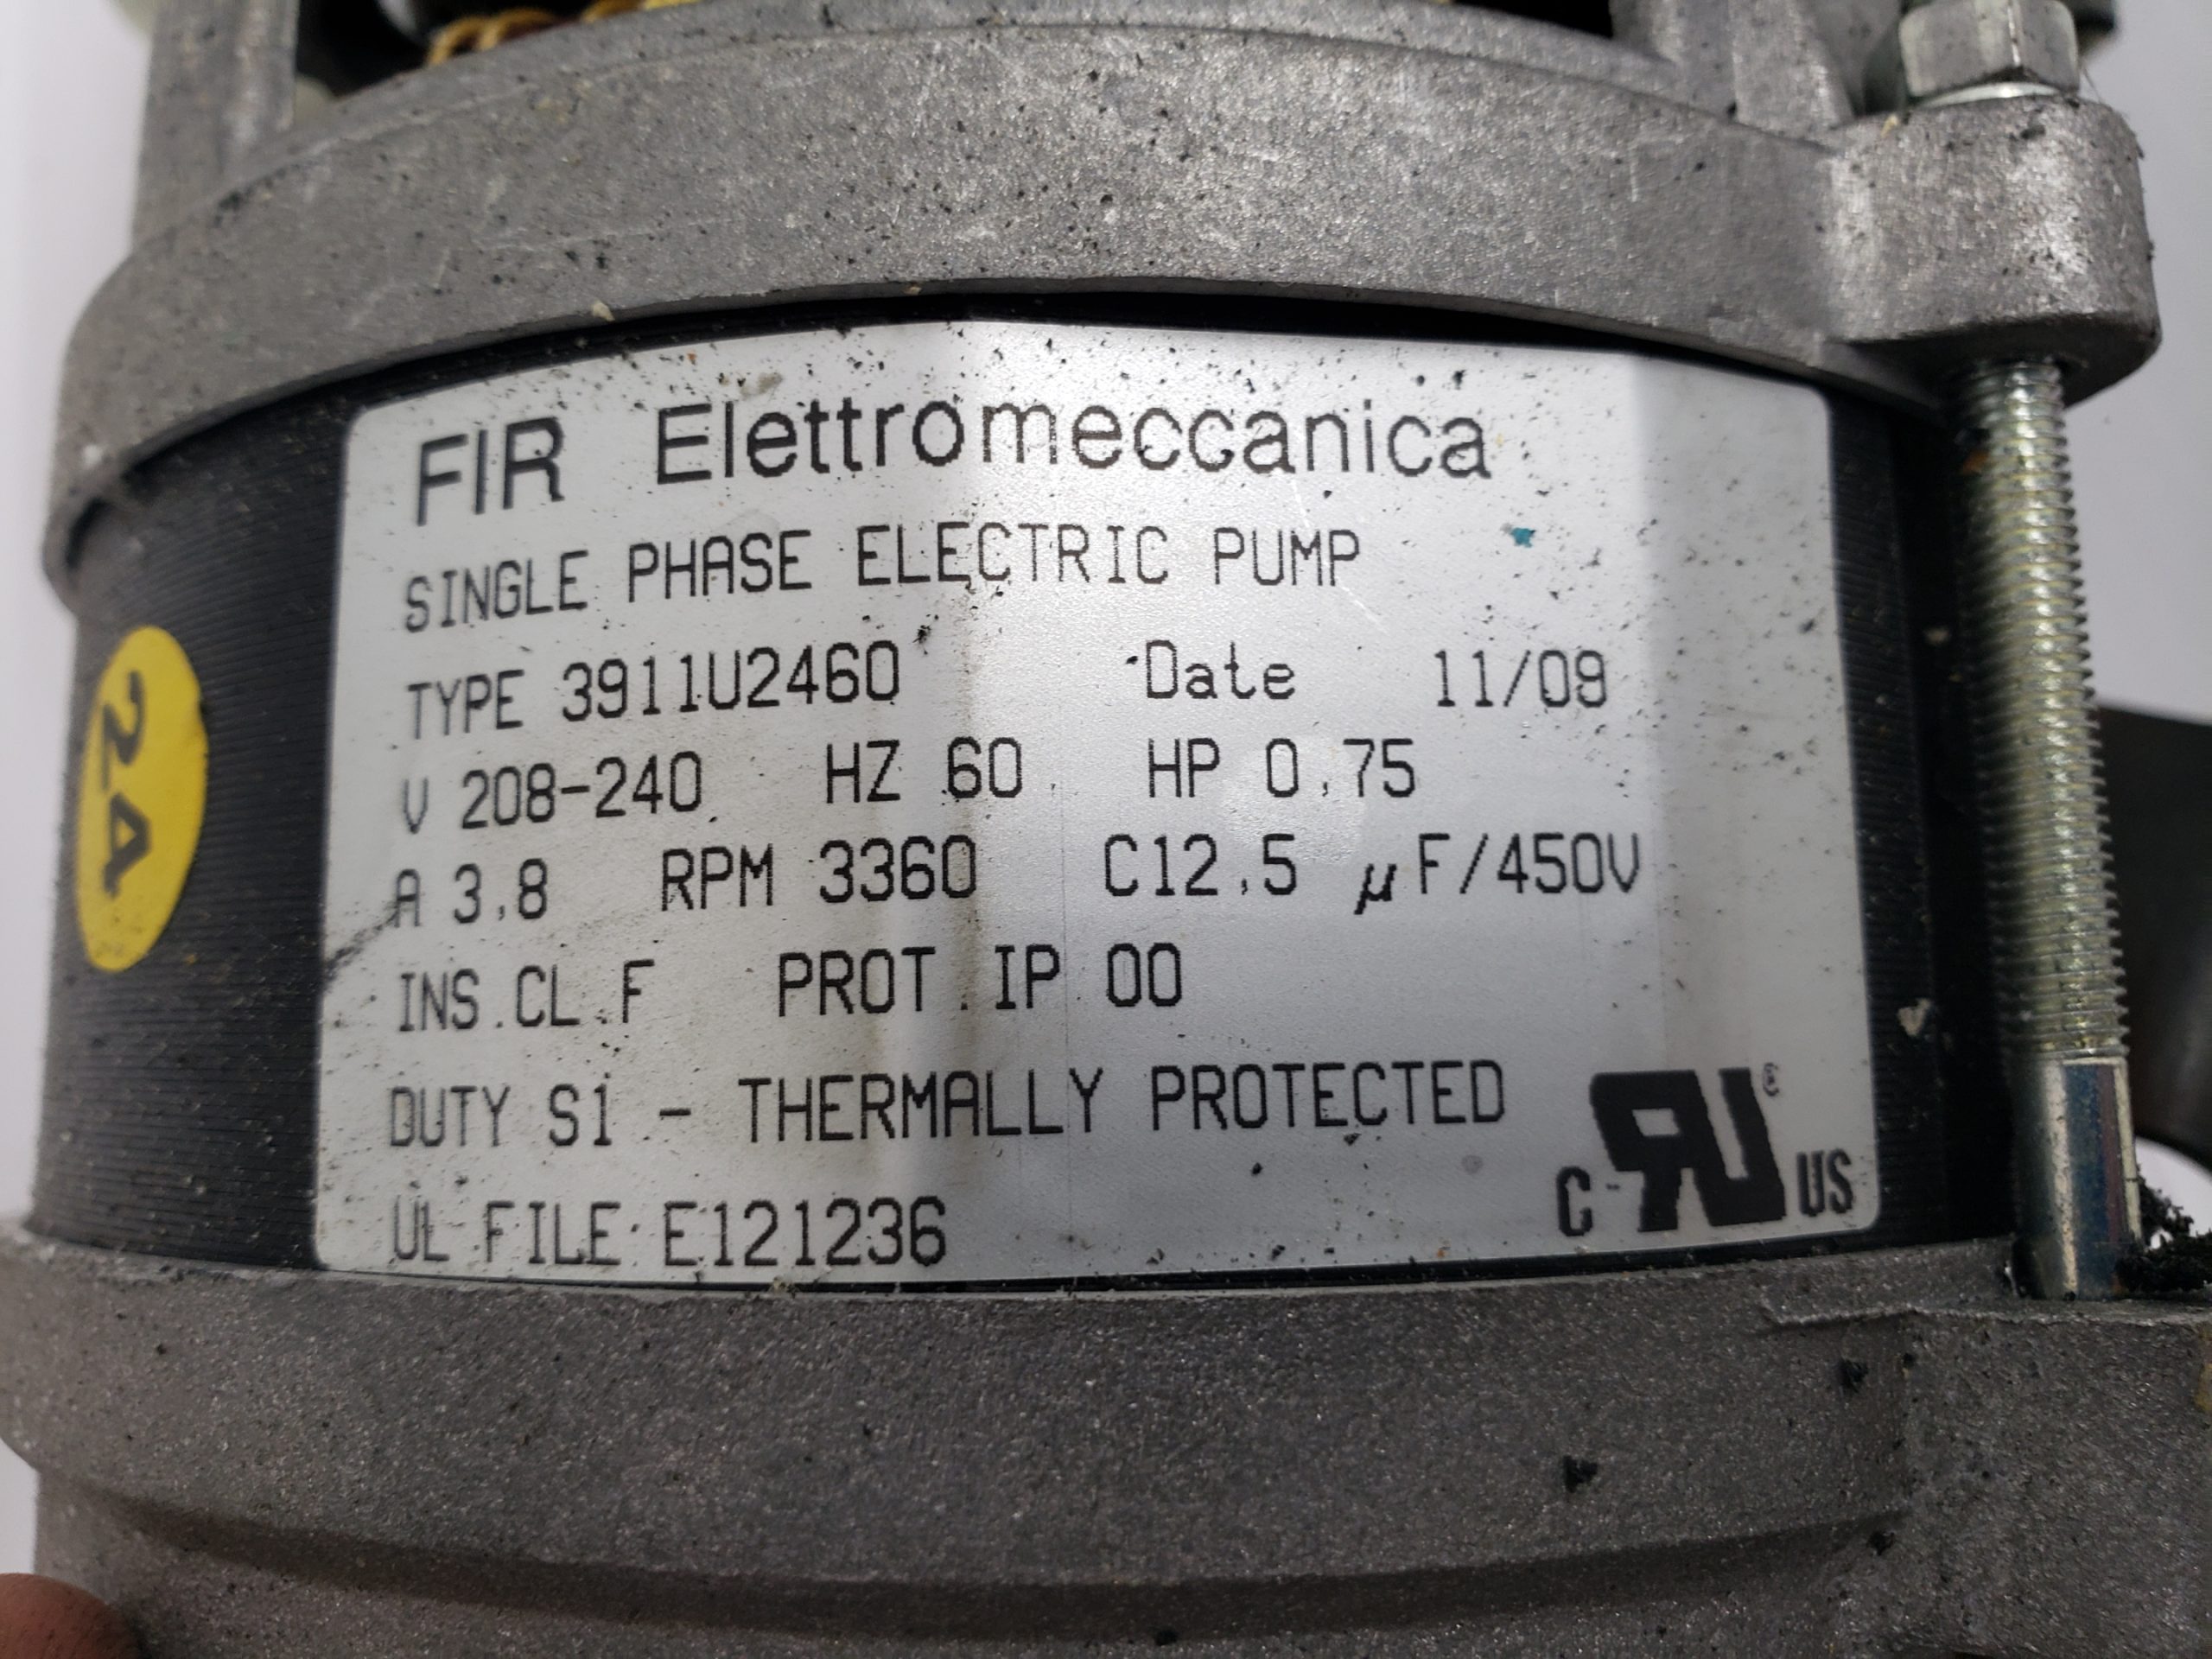 FIR Elettromeccanica
SINGLE PHASE ELECTRIC PUMP
TYPE 3911U2460 Date 11/09
V 208-240 HZ 60 HP 0.75
A 3.8 RPM 3360 C12.5 µF/450V
INS.CL.F PROT.IP 00
DUTY S1 - THERMALLY PROTECTED
UL FILE E121236
C RU® US
24